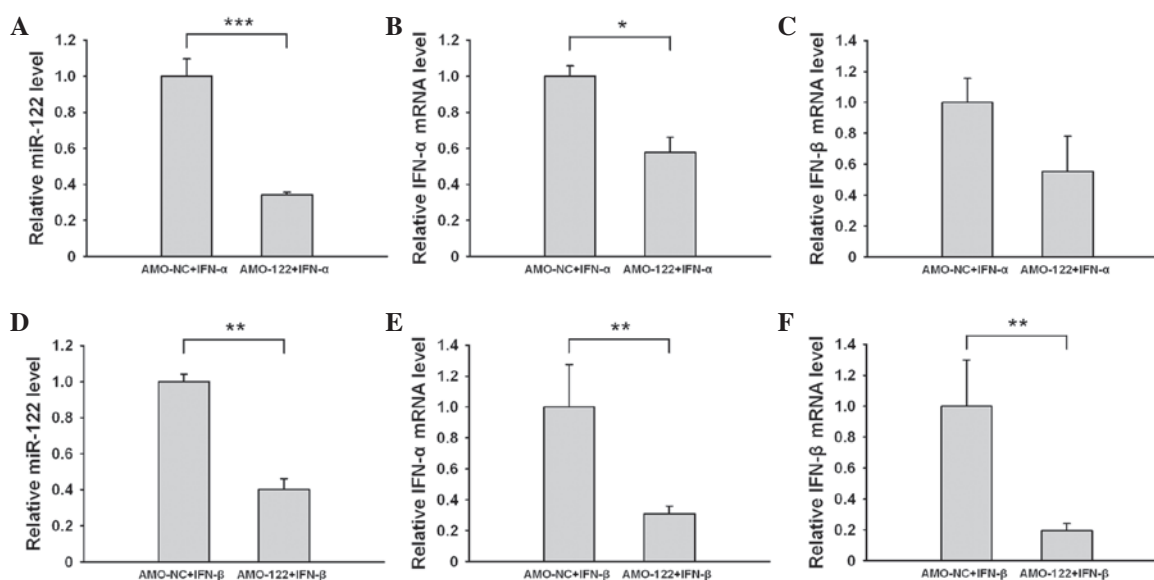 A
Relative miR-122 level
1.2
1.0
0.8
0.6
0.4
0.2
0
***
AMO-NC+IFN-α AMO-122+IFN-α
B
Relative IFN-α mRNA level
1.2
1.0
0.8
0.6
0.4
0.2
0
*
AMO-NC+IFN-α AMO-122+IFN-α
C
Relative IFN-β mRNA level
1.4
1.2
1.0
0.8
0.6
0.4
0.2
0
AMO-NC+IFN-α AMO-122+IFN-α
D
Relative miR-122 level
1.2
1.0
0.8
0.6
0.4
0.2
0
**
AMO-NC+IFN-β AMO-122+IFN-β
E
Relative IFN-α mRNA level
1.4
1.2
1.0
0.8
0.6
0.4
0.2
0
**
AMO-NC+IFN-β AMO-122+IFN-β
F
Relative IFN-β mRNA level
1.4
1.2
1.0
0.8
0.6
0.4
0.2
0
**
AMO-NC+IFN-β AMO-122+IFN-β